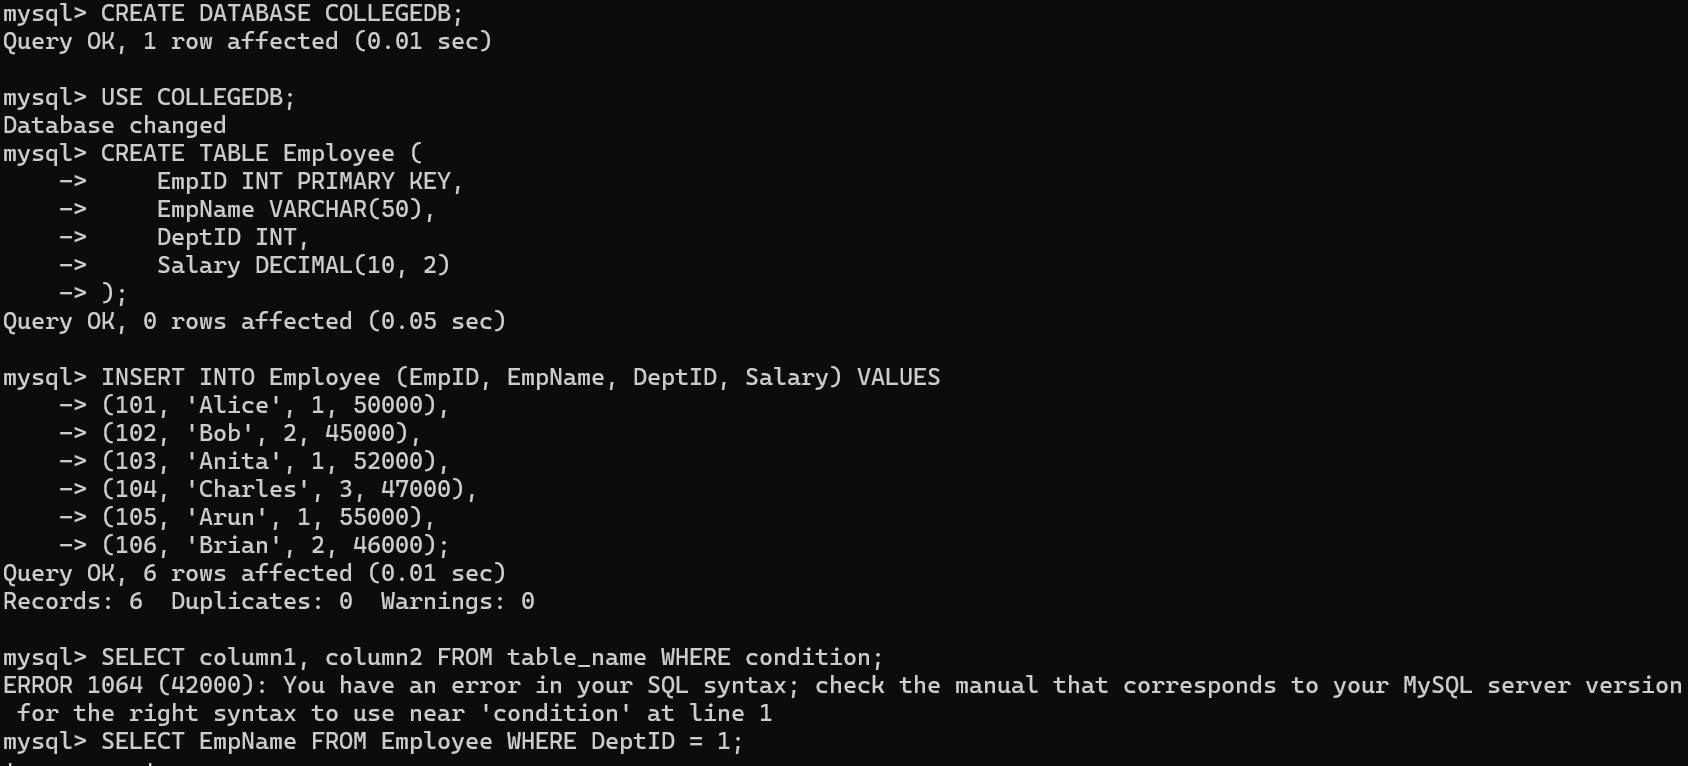 mysql> CREATE DATABASE COLLEGEDB;
Query OK, 1 row affected (0.01 sec)

mysql> USE COLLEGEDB;
Database changed
mysql> CREATE TABLE Employee (
    ->     EmpID INT PRIMARY KEY,
    ->     EmpName VARCHAR(50),
    ->     DeptID INT,
    ->     Salary DECIMAL(10, 2)
    -> );
Query OK, 0 rows affected (0.05 sec)

mysql> INSERT INTO Employee (EmpID, EmpName, DeptID, Salary) VALUES
    -> (101, 'Alice', 1, 50000),
    -> (102, 'Bob', 2, 45000),
    -> (103, 'Anita', 1, 52000),
    -> (104, 'Charles', 3, 47000),
    -> (105, 'Arun', 1, 55000),
    -> (106, 'Brian', 2, 46000);
Query OK, 6 rows affected (0.01 sec)
Records: 6  Duplicates: 0  Warnings: 0

mysql> SELECT column1, column2 FROM table_name WHERE condition;
ERROR 1064 (42000): You have an error in your SQL syntax; check the manual that corresponds to your MySQL server version
 for the right syntax to use near 'condition' at line 1
mysql> SELECT EmpName FROM Employee WHERE DeptID = 1;